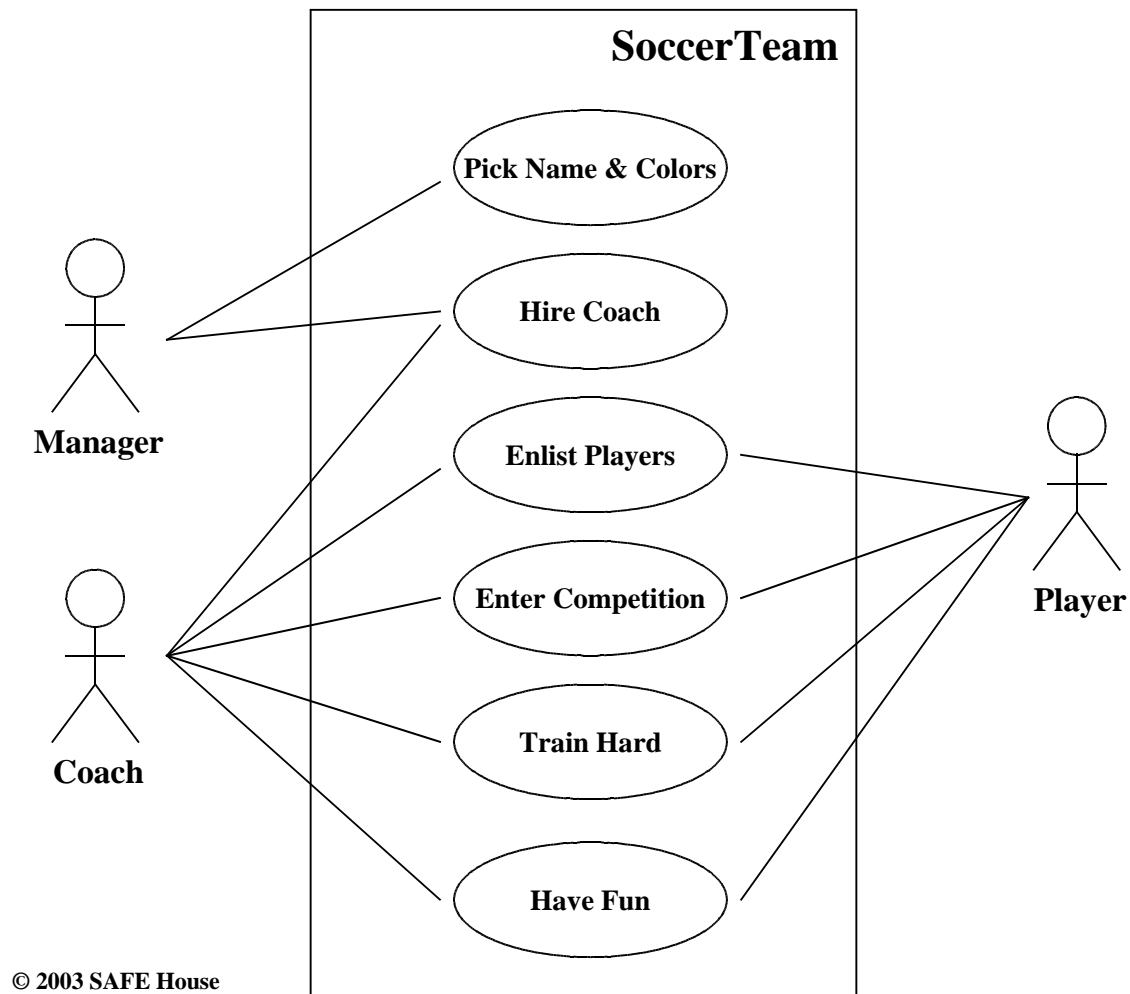 SoccerTeam
Pick Name & Colors
Hire Coach
Manager
Enlist Players
Enter Competition
Player
Train Hard
Coach
Have Fun
© 2003 SAFE House